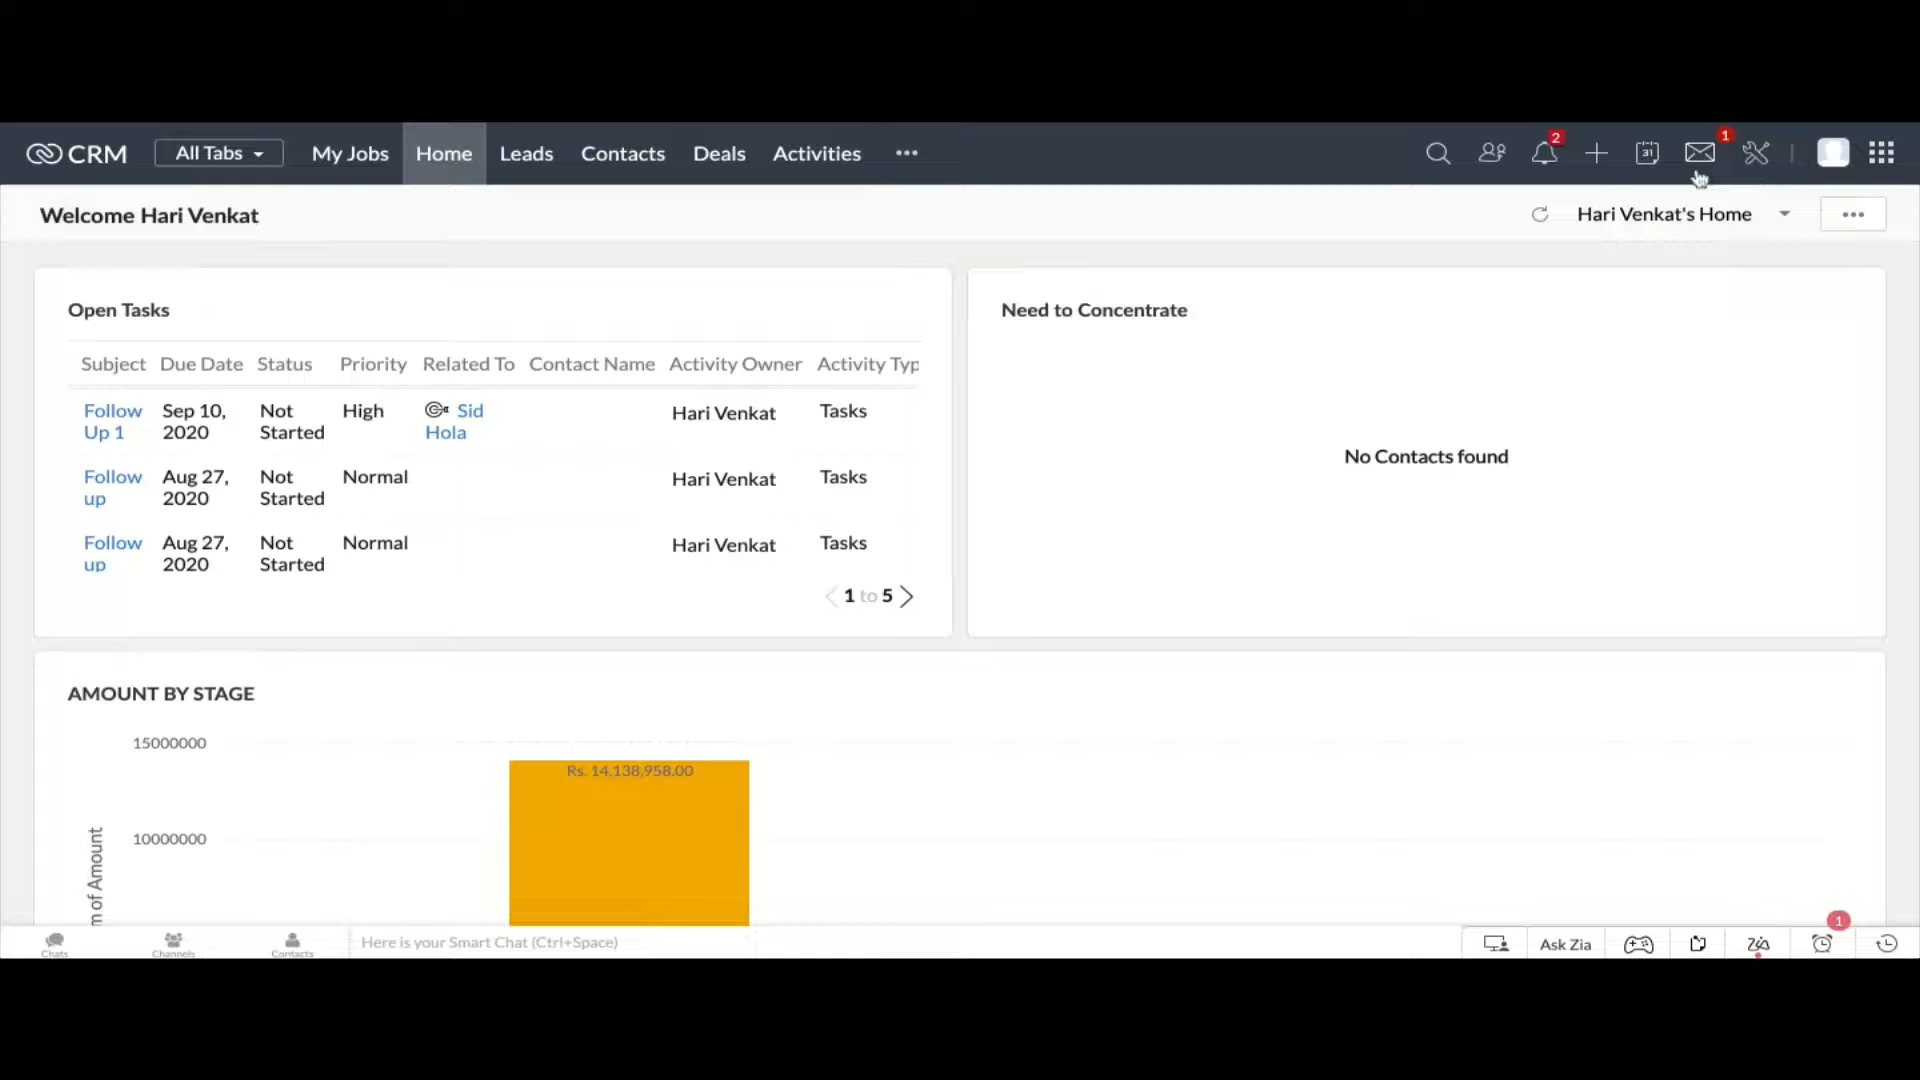 CRM All Tabs My Jobs Home Leads Contacts Deals Activities ••• 2 31 1
Welcome Hari Venkat
Hari Venkat's Home •••
Open Tasks
Subject Due Date Status Priority Related To Contact Name Activity Owner Activity Typ
Follow Up 1 Sep 10, 2020 Not Started High Sid Hola Hari Venkat Tasks
Follow up Aug 27, 2020 Not Started Normal Hari Venkat Tasks
Follow up Aug 27, 2020 Not Started Normal Hari Venkat Tasks
1 to 5
Need to Concentrate
No Contacts found
AMOUNT BY STAGE
15000000
Rs. 14,138,958.00
10000000
m of Amount
Chats Channels Contacts Here is your Smart Chat (Ctrl+Space) Ask Zia 1